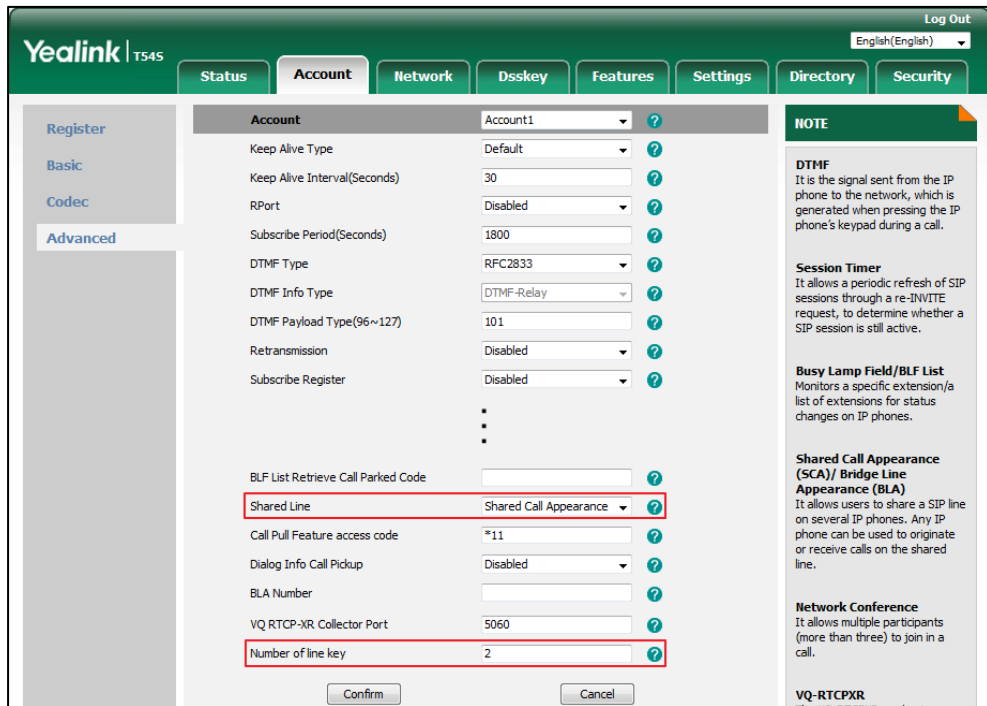 Log Out
Yealink T54S
English(English)
Status Account Network Dsskey Features Settings Directory Security
Register
Basic
Codec
Advanced
Account Account1
Keep Alive Type Default
Keep Alive Interval(Seconds) 30
RPort Disabled
Subscribe Period(Seconds) 1800
DTMF Type RFC2833
DTMF Info Type DTMF-Relay
DTMF Payload Type(96~127) 101
Retransmission Disabled
Subscribe Register Disabled
BLF List Retrieve Call Parked Code
Shared Line Shared Call Appearance
Call Pull Feature access code *11
Dialog Info Call Pickup Disabled
BLA Number
VQ RTCP-XR Collector Port 5060
Number of line key 2
Confirm Cancel
NOTE
DTMF
It is the signal sent from the IP
phone to the network, which is
generated when pressing the IP
phone's keypad during a call.
Session Timer
It allows a periodic refresh of SIP
sessions through a re-INVITE
request, to determine whether a
SIP session is still active.
Busy Lamp Field/BLF List
Monitors a specific extension/a
list of extensions for status
changes on IP phones.
Shared Call Appearance
(SCA)/ Bridge Line
Appearance (BLA)
It allows users to share a SIP line
on several IP phones. Any IP
phone can be used to originate
or receive calls on the shared
line.
Network Conference
It allows multiple participants
(more than three) to join in a
call.
VQ-RTCPXR